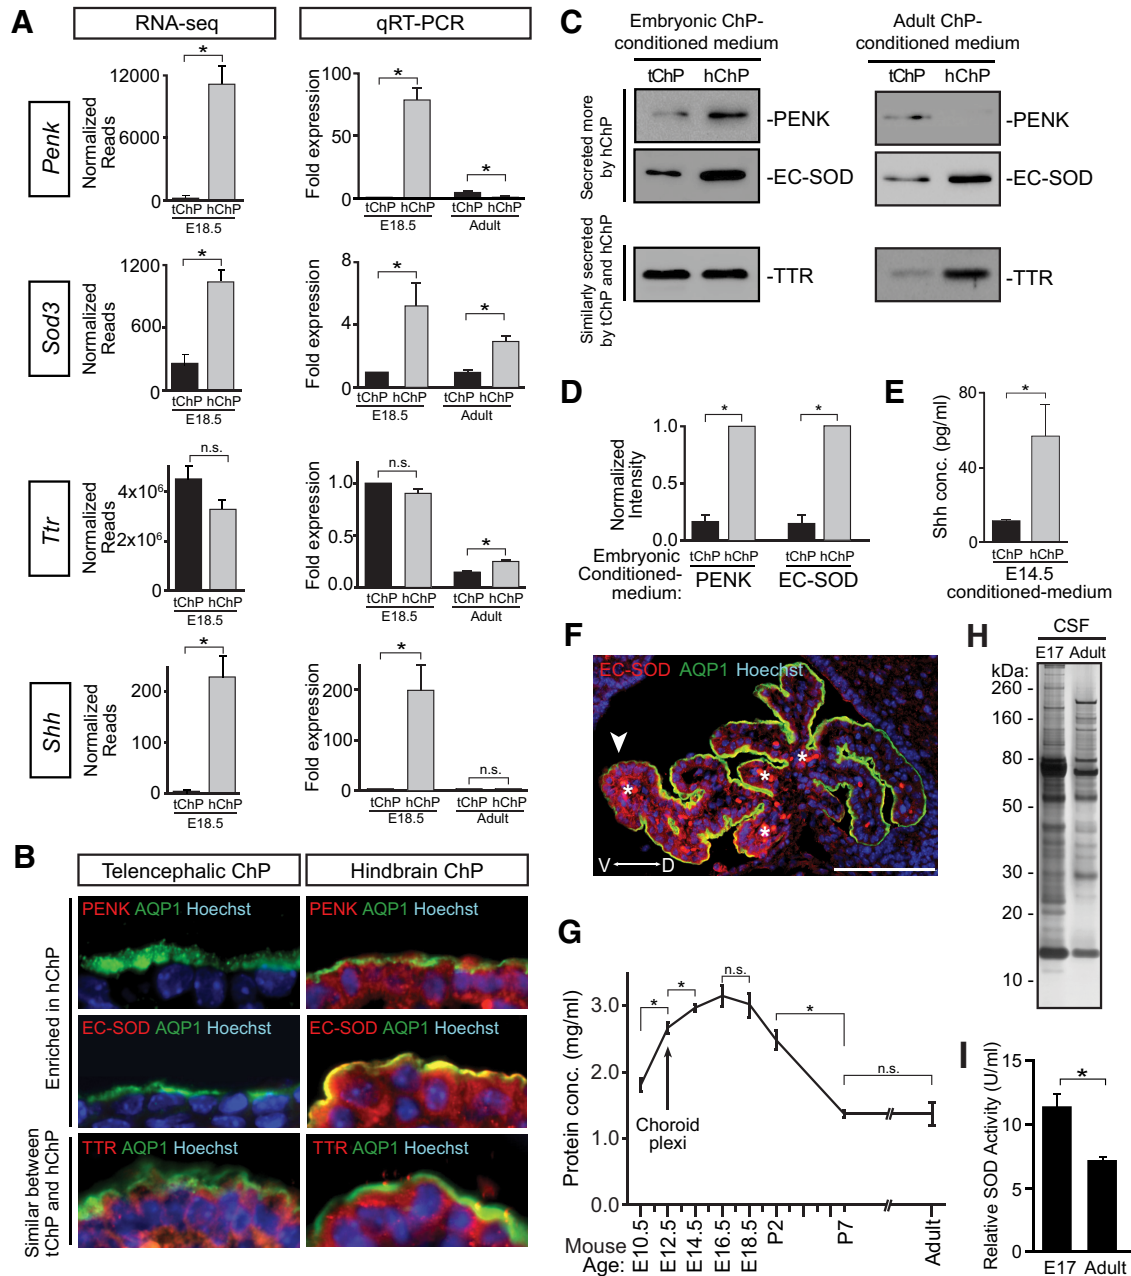 A
RNA-seq
qRT-PCR
Penk
Normalized
Reads
12000
6000
0
*
tChP hChP
E18.5
Fold expression
100
50
0
*
*
tChP hChP
tChP hChP
E18.5
Adult
Sod3
Normalized
Reads
1200
600
0
*
tChP hChP
E18.5
Fold expression
8
4
0
*
*
tChP hChP
tChP hChP
E18.5
Adult
Ttr
Normalized
Reads
4x10⁶
2x10⁶
0
n.s.
tChP hChP
E18.5
Fold expression
1.0
0.5
0.0
n.s.
*
tChP hChP
tChP hChP
E18.5
Adult
Shh
Normalized
Reads
200
100
0
*
tChP hChP
E18.5
Fold expression
200
100
0
*
n.s.
tChP hChP
tChP hChP
E18.5
Adult
B
Telencephalic ChP
Hindbrain ChP
Enriched in hChP
PENK AQP1 Hoechst
PENK AQP1 Hoechst
EC-SOD AQP1 Hoechst
EC-SOD AQP1 Hoechst
Similar between
tChP and hChP
TTR AQP1 Hoechst
TTR AQP1 Hoechst
C
Embryonic ChP-
conditioned medium
Adult ChP-
conditioned medium
tChP hChP
tChP hChP
Secreted more
by hChP
-PENK
-PENK
-EC-SOD
-EC-SOD
Similarly secreted
by tChP and hChP
-TTR
-TTR
D
Normalized
Intensity
1.0
0.5
0.0
*
*
Embryonic
Conditioned-
medium:
tChP hChP
tChP hChP
PENK
EC-SOD
E
Shh conc. (pg/ml)
80
40
0
*
tChP hChP
E14.5
conditioned-medium
F
EC-SOD AQP1 Hoechst
*
*
*
*
V
D
G
Protein conc. (mg/ml)
3.0
2.0
1.0
0.0
*
*
n.s.
*
n.s.
Choroid
plexi
Mouse
Age:
E10.5
E12.5
E14.5
E16.5
E18.5
P2
P7
Adult
H
CSF
E17 Adult
kDa:
260 -
160 -
80 -
50 -
30 -
20 -
10 -
I
Relative SOD Activity (U/ml)
15
10
5
0
*
E17 Adult